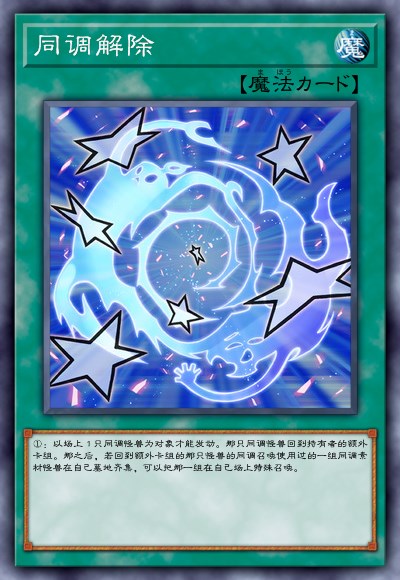 同调解除
魔
【魔法カード】
ま ほう
①：以场上１只同调怪兽为对象才能发动。那只同调怪兽回到持有者的额外
卡组。那之后，若回到额外卡组的那只怪兽的同调召唤使用过的一组同调素
材怪兽在自己墓地齐集，可以把那一组在自己场上特殊召唤。